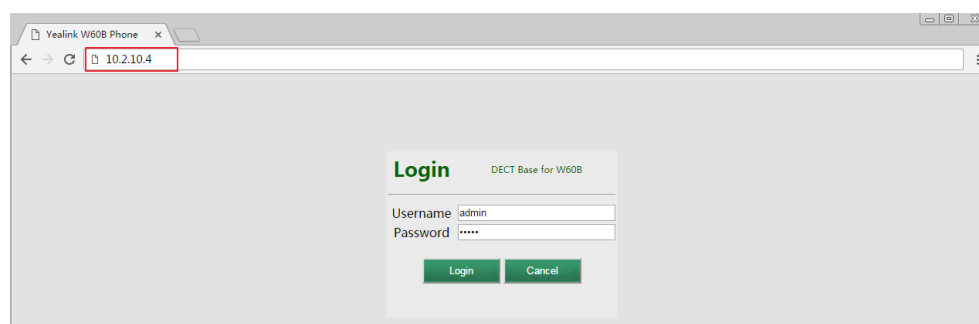 Yealink W60B Phone
10.2.10.4
Login DECT Base for W60B
Username admin
Password •••••
Login Cancel